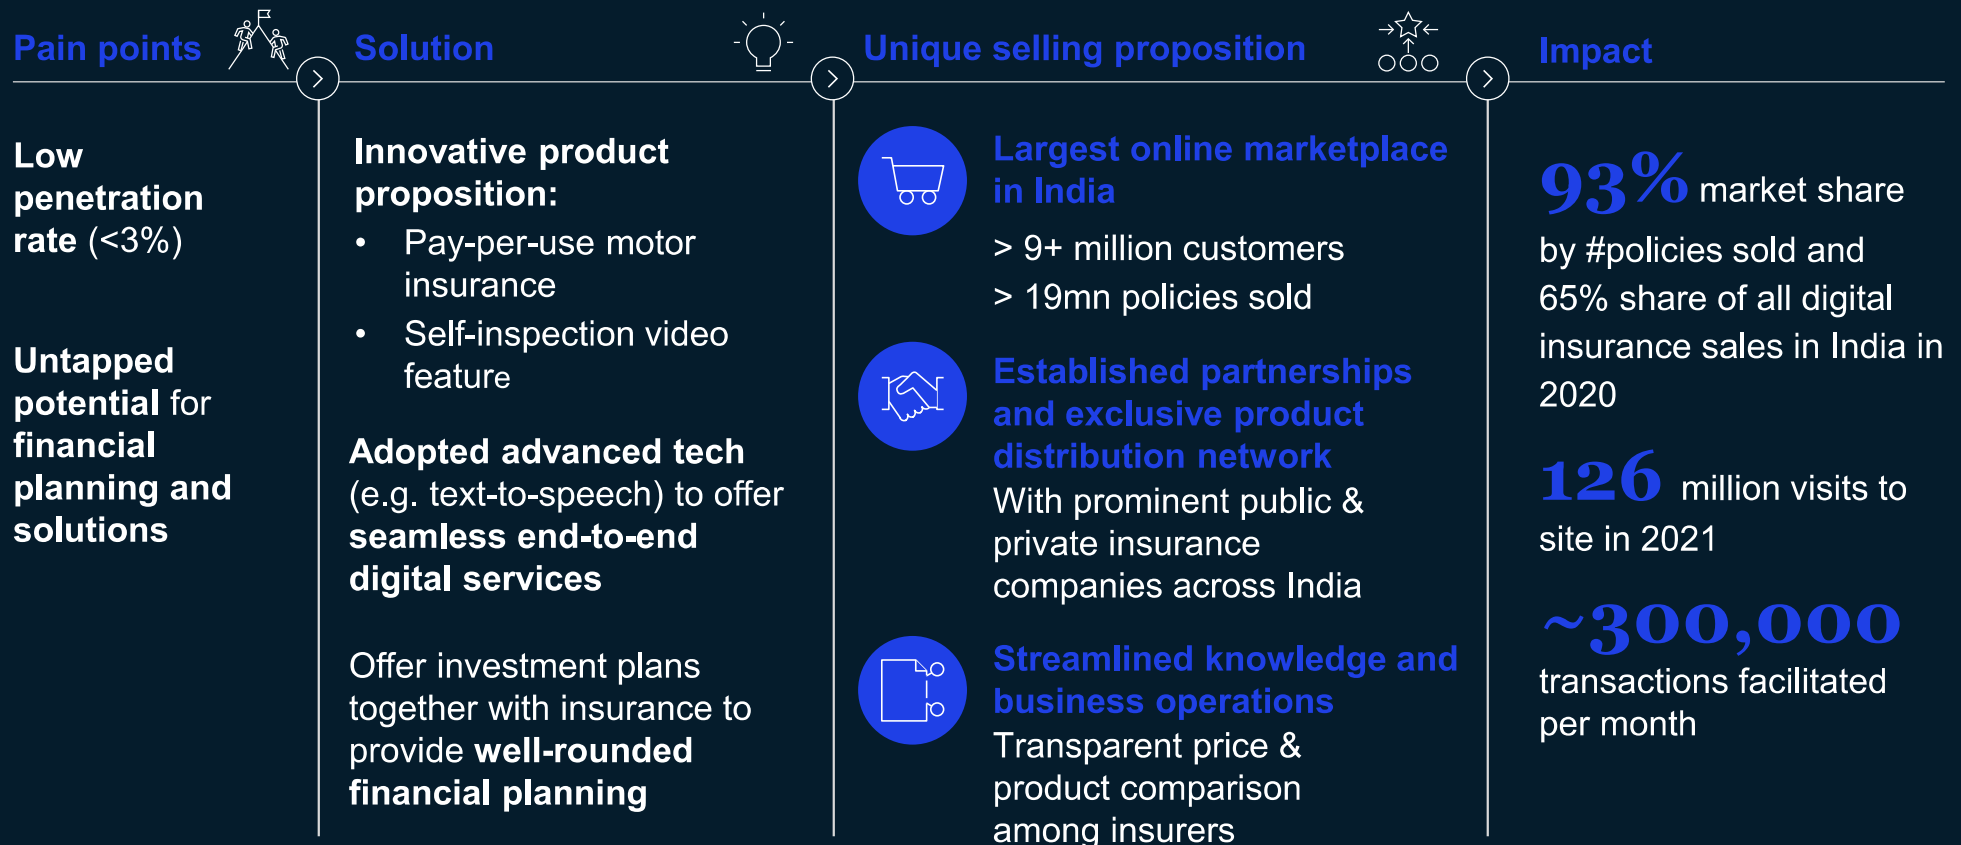 Pain points
Low
penetration
rate (<3%)
Untapped
potential for
financial
planning and
solutions
Solution
Innovative product
proposition:
• Pay-per-use motor
insurance
• Self-inspection video
feature
Adopted advanced tech
(e.g. text-to-speech) to offer
seamless end-to-end
digital services
Offer investment plans
together with insurance to
provide well-rounded
financial planning
Unique selling proposition
Largest online marketplace
in India
> 9+ million customers
> 19mn policies sold
Established partnerships
and exclusive product
distribution network
With prominent public &
private insurance
companies across India
Streamlined knowledge and
business operations
Transparent price &
product comparison
among insurers
Impact
93% market share
by #policies sold and
65% share of all digital
insurance sales in India in
2020
126 million visits to
site in 2021
~300,000
transactions facilitated
per month